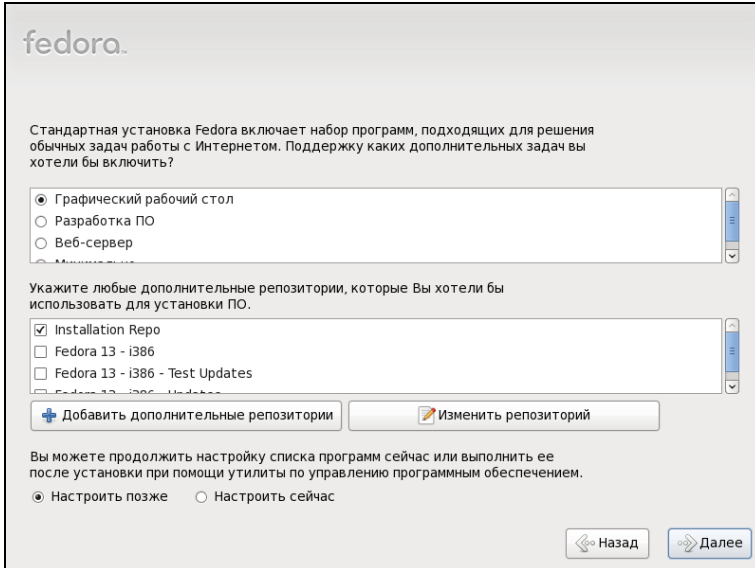 fedora
Стандартная установка Fedora включает набор программ, подходящих для решения
обычных задач работы с Интернетом. Поддержку каких дополнительных задач вы
хотели бы включить?
Графический рабочий стол
Разработка ПО
Веб-сервер
Укажите любые дополнительные репозитории, которые Вы хотели бы
использовать для установки ПО.
Installation Repo
Fedora 13 - i386
Fedora 13 - i386 - Test Updates
Fedora 13 - i386 - Updates
Добавить дополнительные репозитории
Изменить репозиторий
Вы можете продолжить настройку списка программ сейчас или выполнить ее
после установки при помощи утилиты по управлению программным обеспечением.
Настроить позже
Настроить сейчас
Назад
Далее